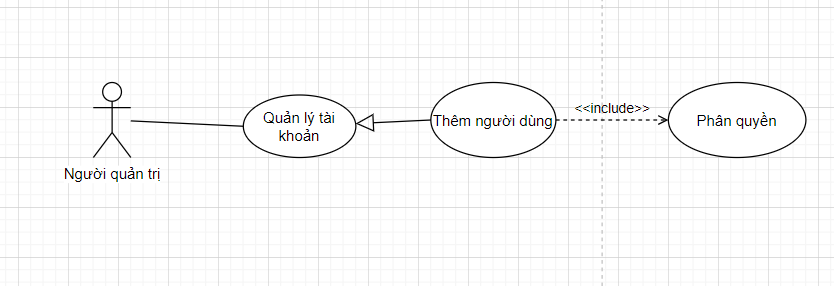 Quản lý tài
khoản
Thêm người dùng
<<include>>
Phân quyền
Người quản trị